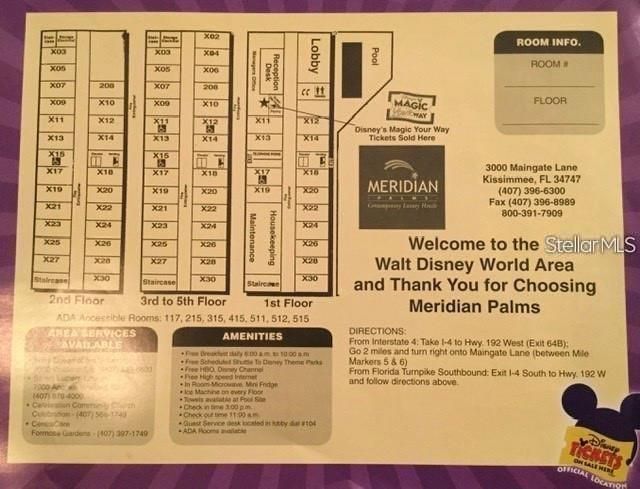 Staircase
Storage Electrical
X03
X05
X07
208
X09
X10
X11
X12
X13
X14
X15
X17
X18
X19
X20
X21
X22
X23
X24
X25
X26
X27
X28
Staircase
X30
2nd Floor
X02
X03
X04
X05
X06
X07
208
X09
X10
X11
X12
X13
X14
X15
X17
X18
X19
X20
X21
X22
X23
X24
X25
X26
X27
X28
Staircase
X30
3rd to 5th Floor
Managers Office
Reception Desk
Lobby
Pool
X11
X12
X13
X14
X17
X18
X19
X20
X22
Housekeeping
Maintenance
X24
X26
X28
Staircase
X30
1st Floor
ADA Accessible Rooms: 117, 215, 315, 415, 511, 512, 515
MAGIC
Your WAY
Disney's Magic Your Way
Tickets Sold Here
MERIDIAN
PALMS
Contemporary Luxury Hotels
ROOM INFO.
ROOM #
FLOOR
3000 Maingate Lane
Kissimmee, FL 34747
(407) 396-6300
Fax (407) 396-8989
800-391-7909
StellarMLS
Welcome to the
Walt Disney World Area
and Thank You for Choosing
Meridian Palms
DIRECTIONS:
From Interstate 4: Take I-4 to Hwy. 192 West (Exit 64B);
Go 2 miles and turn right onto Maingate Lane (between Mile
Markers 5 & 6)
From Florida Turnpike Southbound: Exit I-4 South to Hwy. 192 W
and follow directions above.
AREA SERVICES
AVAILABLE
(407) 879-4000
• Celebration Community Church
Celebration - (407) 566-1749
• CentraCare
Formosa Gardens - (407) 397-1749
AMENITIES
• Free Breakfast daily 6:00 a.m. to 10:00 a.m
• Free Scheduled Shuttle To Disney Theme Parks
• Free HBO, Disney Channel
• Free High speed Internet
• In Room-Microwave, Mini Fridge
• Ice Machine on every Floor
• Towels available at Pool Site
• Check in time 3:00 p.m.
• Check out time 11:00 a.m.
• Guest Service desk located in lobby dial #104
• ADA Rooms available
Disney
TICKETS
ON SALE HERE
OFFICIAL LOCATION